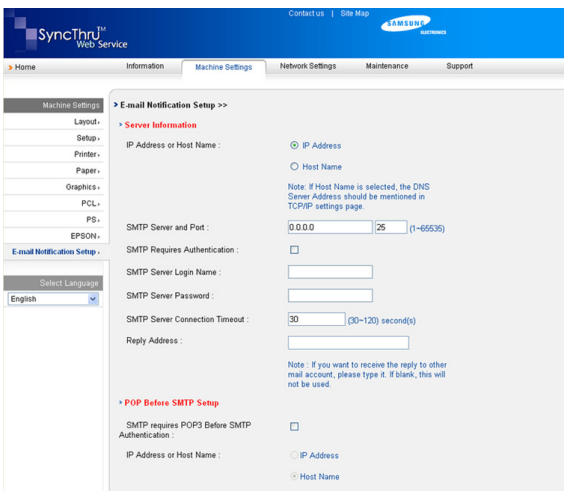 Contact us | Site Map
SAMSUNG
ELECTRONICS
SyncThru™
Web Service
Home
Information
Machine Settings
Network Settings
Maintenance
Support
Machine Settings
Layout
Setup
Printer
Paper
Graphics
PCL
PS
EPSON
E-mail Notification Setup
Select Language
English
E-mail Notification Setup >>
Server Information
IP Address or Host Name :
IP Address
Host Name
Note: If Host Name is selected, the DNS
Server Address should be mentioned in
TCP/IP settings page.
SMTP Server and Port :
0.0.0.0
25
(1~65535)
SMTP Requires Authentication :
SMTP Server Login Name :
SMTP Server Password :
SMTP Server Connection Timeout :
30
(30~120) second(s)
Reply Address :
Note : If you want to receive the reply to other
mail account, please type it. If blank, this will
not be used.
POP Before SMTP Setup
SMTP requires POP3 Before SMTP
Authentication :
IP Address or Host Name :
IP Address
Host Name